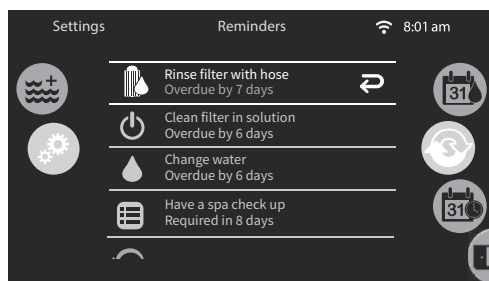 Settings
Reminders
8:01 am
Rinse filter with hose
Overdue by 7 days
31
Clean filter in solution
Overdue by 6 days
Change water
Overdue by 6 days
Have a spa check up
Required in 8 days
31